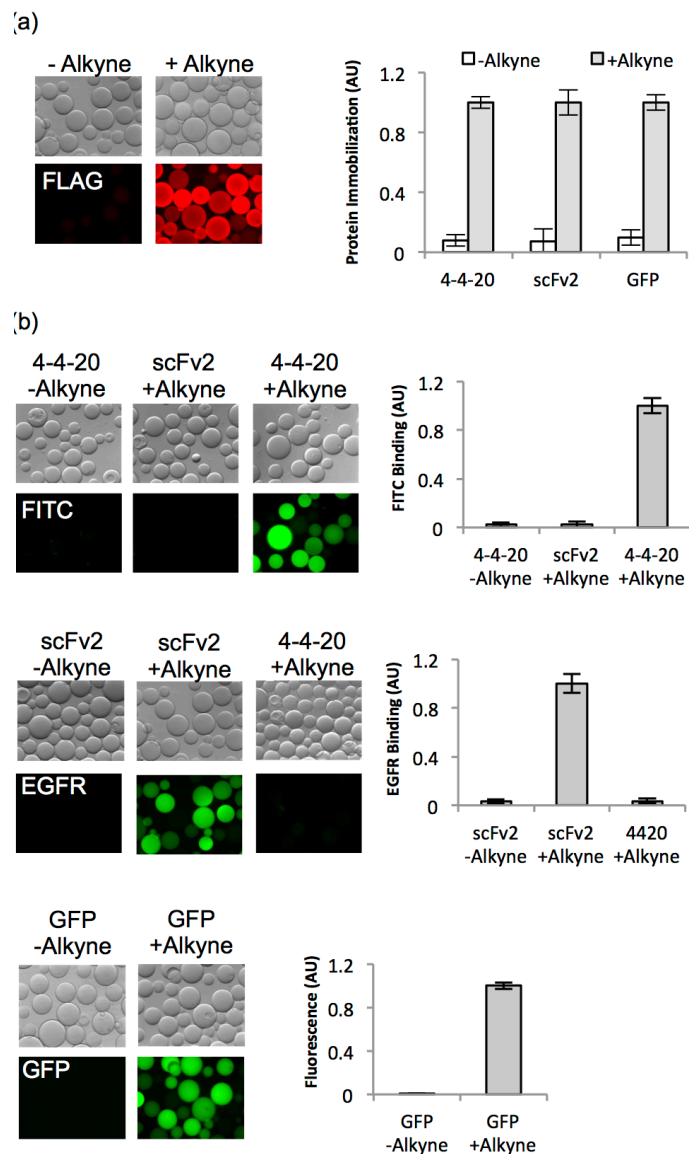 (a)
- Alkyne + Alkyne
FLAG
Protein Immobilization (AU)
1.2
0.8
0.4
0
-Alkyne +Alkyne
4-4-20 scFv2 GFP
(b)
4-4-20 scFv2 4-4-20
-Alkyne +Alkyne +Alkyne
FITC
FITC Binding (AU)
1.2
0.8
0.4
0
4-4-20 scFv2 4-4-20
-Alkyne +Alkyne +Alkyne
scFv2 scFv2 4-4-20
-Alkyne +Alkyne +Alkyne
EGFR
EGFR Binding (AU)
1.2
0.8
0.4
0
scFv2 scFv2 4420
-Alkyne +Alkyne +Alkyne
GFP GFP
-Alkyne +Alkyne
GFP
Fluorescence (AU)
1.2
0.8
0.4
0
GFP GFP
-Alkyne +Alkyne